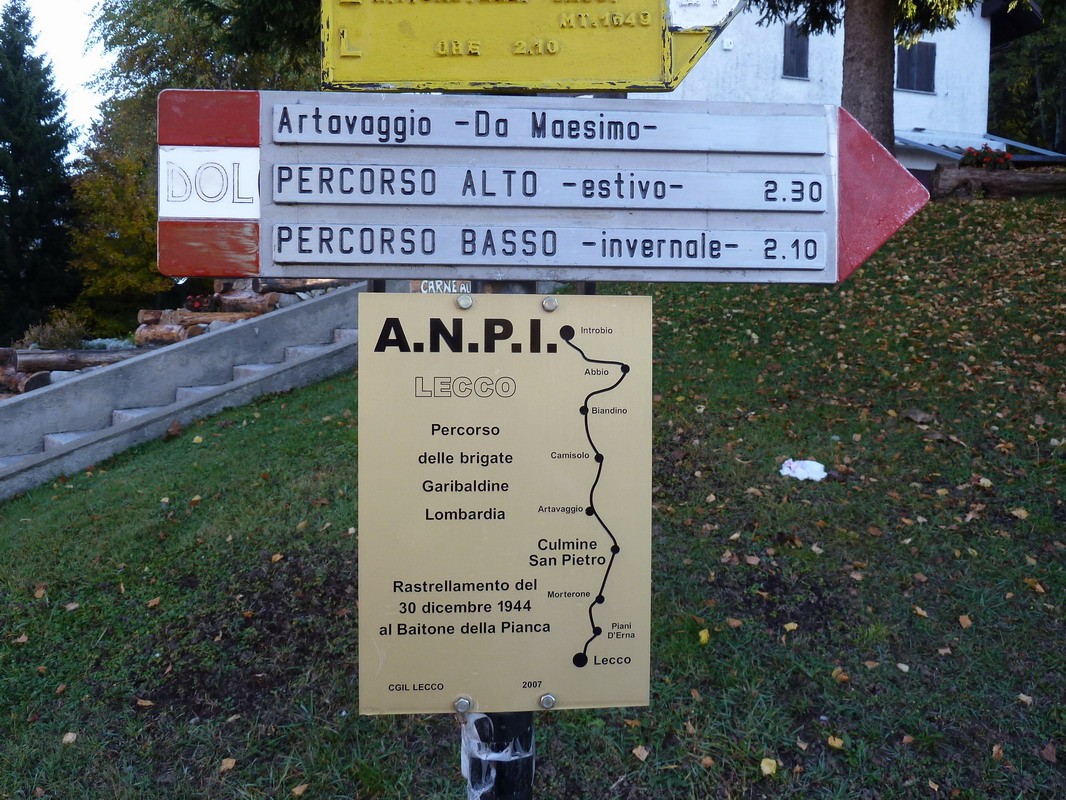 MT. 1649
ORE 2.10
Artavaggio -Da Maesimo-
DOL
PERCORSO ALTO -estivo- 2.30
PERCORSO BASSO -invernale- 2.10
CARNE AU
A.N.P.I.
LECCO
Percorso
delle brigate
Garibaldine
Lombardia
Rastrellamento del
30 dicembre 1944
al Baitone della Pianca
CGIL LECCO
2007
Introbio
Abbio
Biandino
Camisolo
Artavaggio
Culmine
San Pietro
Morterone
Piani
D'Erna
Lecco